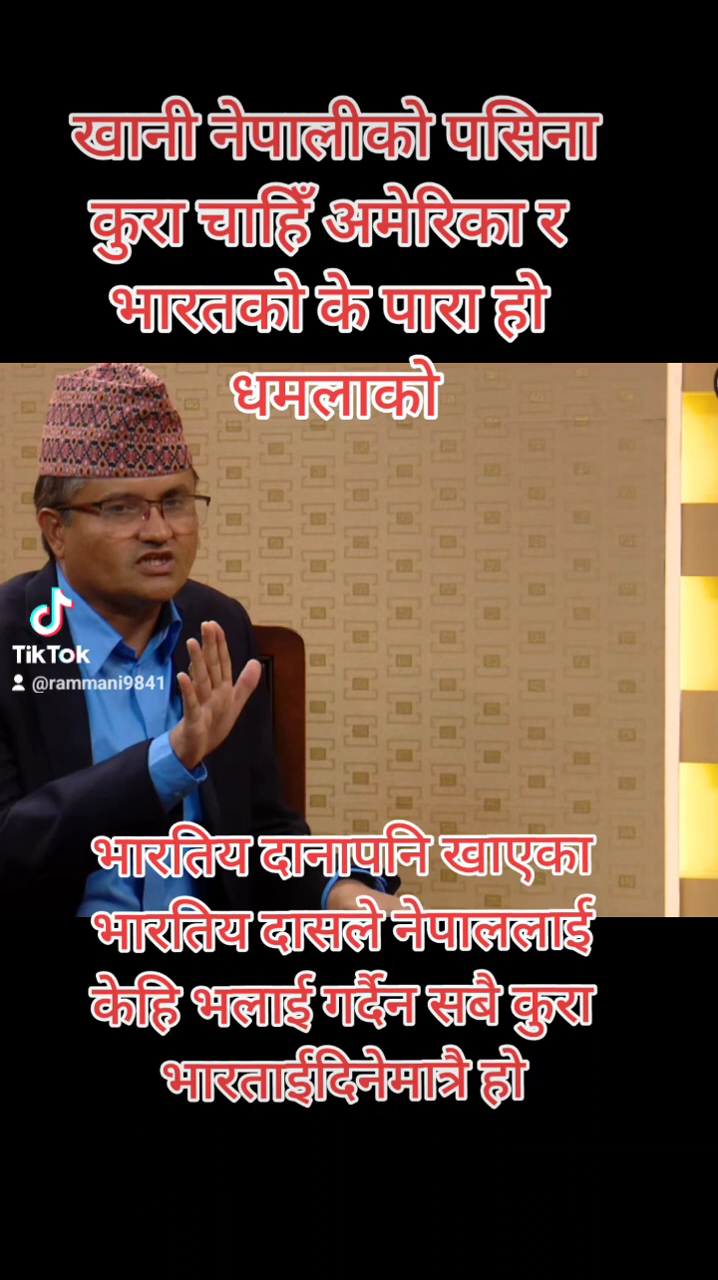 खानी नेपालीको पसिना
कुरा चाहिँ अमेरिका र
भारतको के पारा हो
धमलाको
TikTok
@rammani9841
भारतिय दानापनि खाएका
भारतिय दासले नेपाललाई
केहि भलाई गर्दैन सबै कुरा
भारताईदिनेमात्रै हो